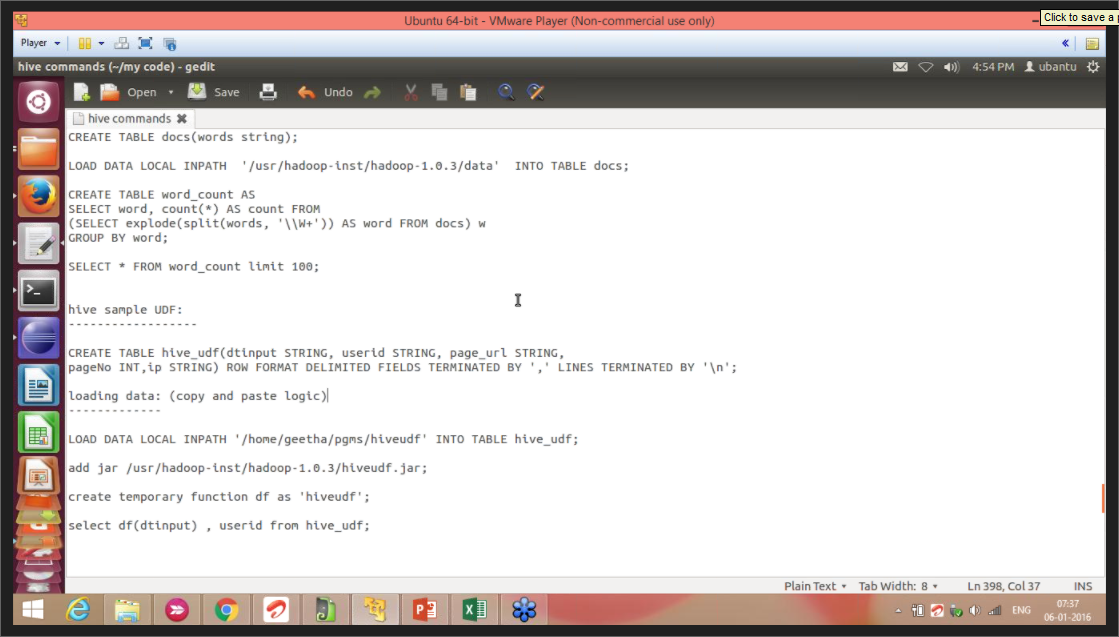 Ubuntu 64-bit - VMware Player (Non-commercial use only)
Click to save a
Player
hive commands (~/my code) - gedit
4:54 PM ubuntu
Open Save Undo
hive commands
CREATE TABLE docs(words string);
LOAD DATA LOCAL INPATH '/usr/hadoop-inst/hadoop-1.0.3/data' INTO TABLE docs;
CREATE TABLE word_count AS
SELECT word, count(*) AS count FROM
(SELECT explode(split(words, '\\W+')) AS word FROM docs) w
GROUP BY word;
SELECT * FROM word_count limit 100;
hive sample UDF:
------------------
CREATE TABLE hive_udf(dtinput STRING, userid STRING, page_url STRING,
pageNo INT,ip STRING) ROW FORMAT DELIMITED FIELDS TERMINATED BY ',' LINES TERMINATED BY '\n';
loading data: (copy and paste logic)
-------------
LOAD DATA LOCAL INPATH '/home/geetha/pgms/hiveudf' INTO TABLE hive_udf;
add jar /usr/hadoop-inst/hadoop-1.0.3/hiveudf.jar;
create temporary function df as 'hiveudf';
select df(dtinput) , userid from hive_udf;
Plain Text Tab Width: 8 Ln 398, Col 37 INS
ENG
07:37
06-01-2016